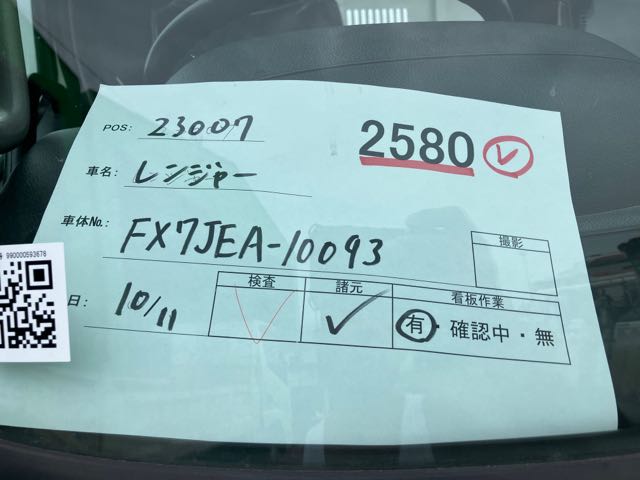 POS: 23007
2580
車名: レンジャー
車体No.: FX7JEA-10093
撮影
日: 10/11
検査
諸元
看板作業
有・確認中・無
990000593678